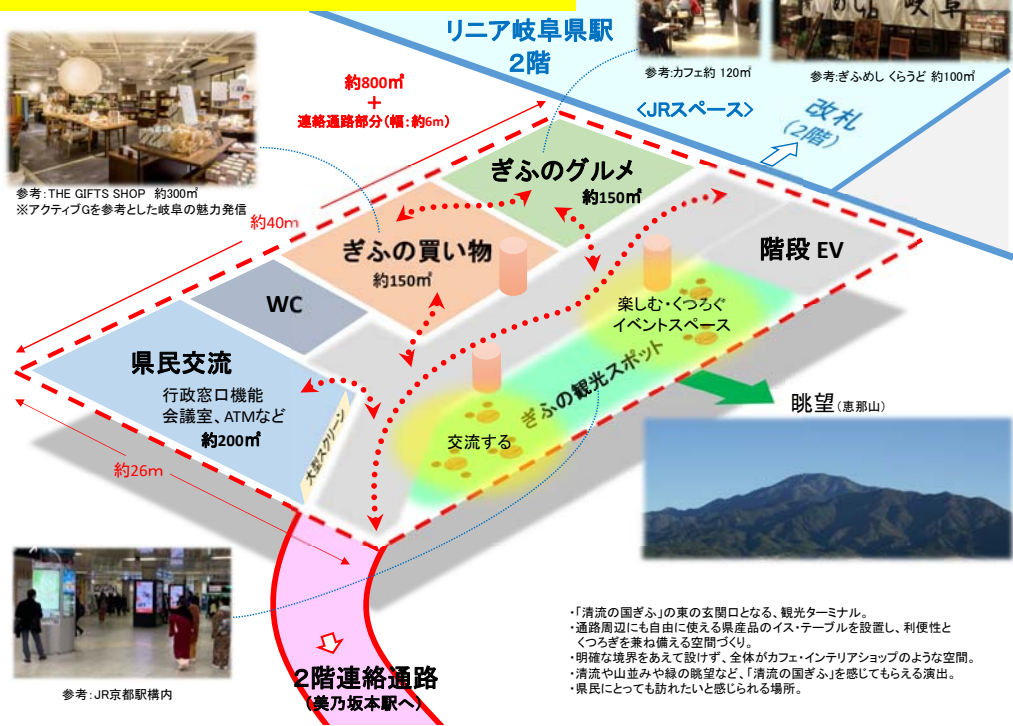 リニア岐阜県駅
2階
参考:カフェ約 120㎡
参考:ぎふめし くらうど 約100㎡
約800㎡
+
連絡通路部分(幅:約6m)
<JRスペース>
改札
(2階)
参考:THE GIFTS SHOP 約300㎡
※アクティブGを参考とした岐阜の魅力発信
約40m
ぎふのグルメ
約150㎡
ぎふの買い物
約150㎡
階段 EV
WC
楽しむ・くつろぐ
イベントスペース
県民交流
行政窓口機能
会議室、ATMなど
約200㎡
ぎふの観光スポット
大型スクリーン
交流する
眺望(恵那山)
約26m
参考:JR京都駅構内
2階連絡通路
(美乃坂本駅へ)
・「清流の国ぎふ」の東の玄関口となる、観光ターミナル。
・通路周辺にも自由に使える県産品のイス・テーブルを設置し、利便性と
くつろぎを兼ね備える空間づくり。
・明確な境界をあえて設けず、全体がカフェ・インテリアショップのような空間。
・清流や山並みや緑の眺望など、「清流の国ぎふ」を感じてもらえる演出。
・県民にとっても訪れたいと感じられる場所。